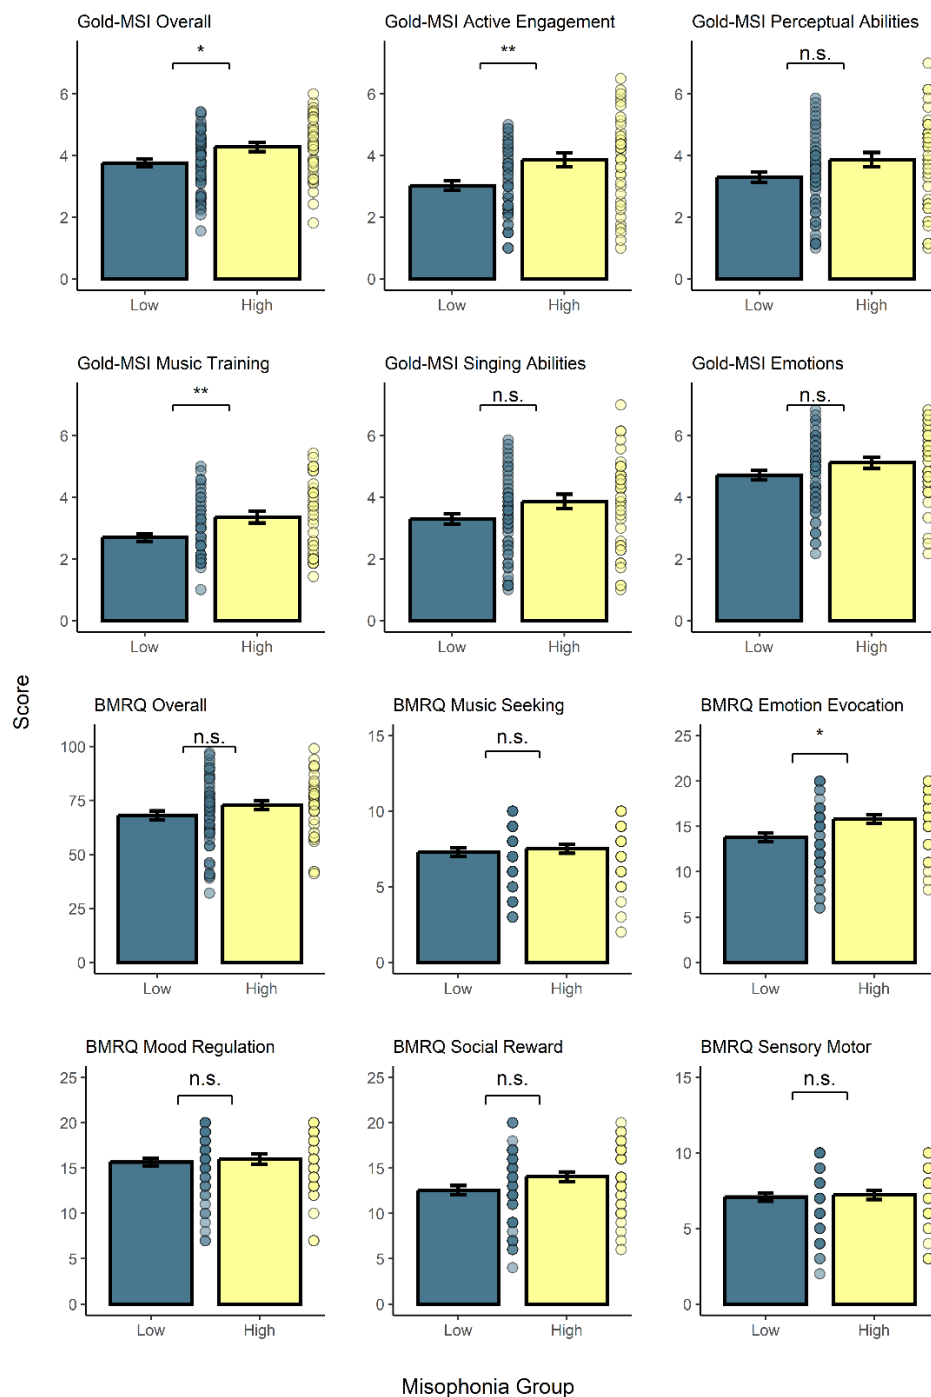 Gold-MSI Overall
Gold-MSI Active Engagement
Gold-MSI Perceptual Abilities
*
**
n.s.
6
4
2
0
6
4
2
0
6
4
2
0
Low High
Low High
Low High
Gold-MSI Music Training
Gold-MSI Singing Abilities
Gold-MSI Emotions
**
n.s.
n.s.
6
4
2
0
6
4
2
0
6
4
2
0
Low High
Low High
Low High
Score
BMRQ Overall
BMRQ Music Seeking
BMRQ Emotion Evocation
n.s.
n.s.
*
100
75
50
25
0
15
10
5
0
25
20
15
10
5
0
Low High
Low High
Low High
BMRQ Mood Regulation
BMRQ Social Reward
BMRQ Sensory Motor
n.s.
n.s.
n.s.
25
20
15
10
5
0
25
20
15
10
5
0
15
10
5
0
Low High
Low High
Low High
Misophonia Group